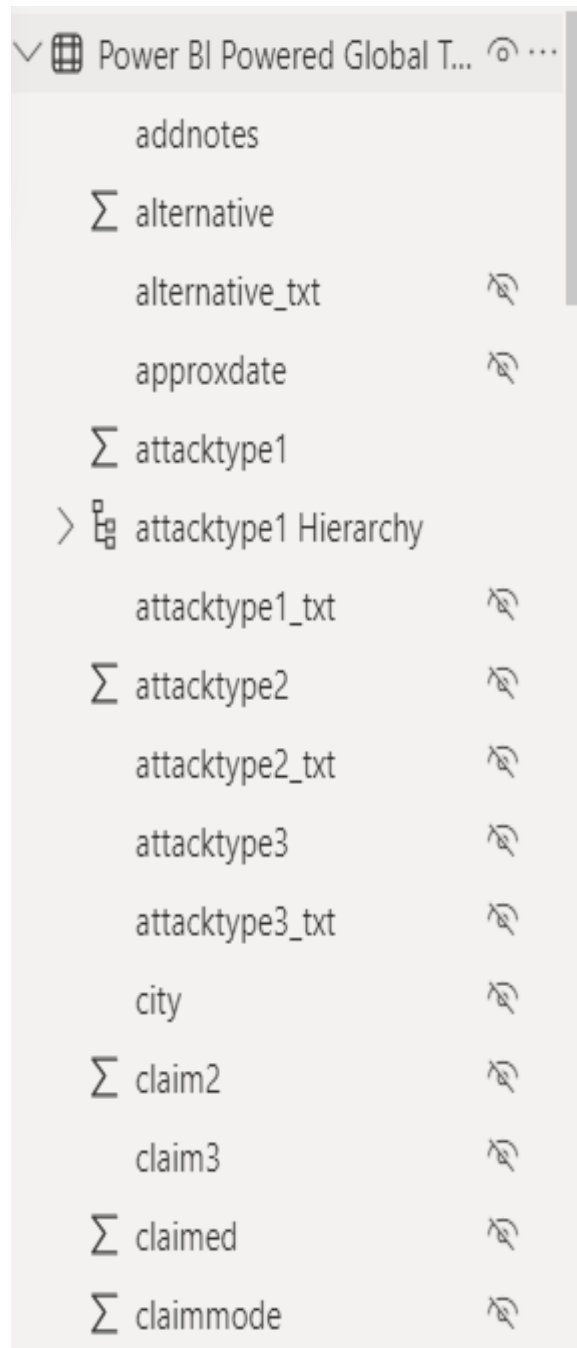 Power BI Powered Global T...
addnotes
alternative
alternative_txt
approxdate
attacktype1
attacktype1 Hierarchy
attacktype1_txt
attacktype2
attacktype2_txt
attacktype3
attacktype3_txt
city
claim2
claim3
claimed
claimmode